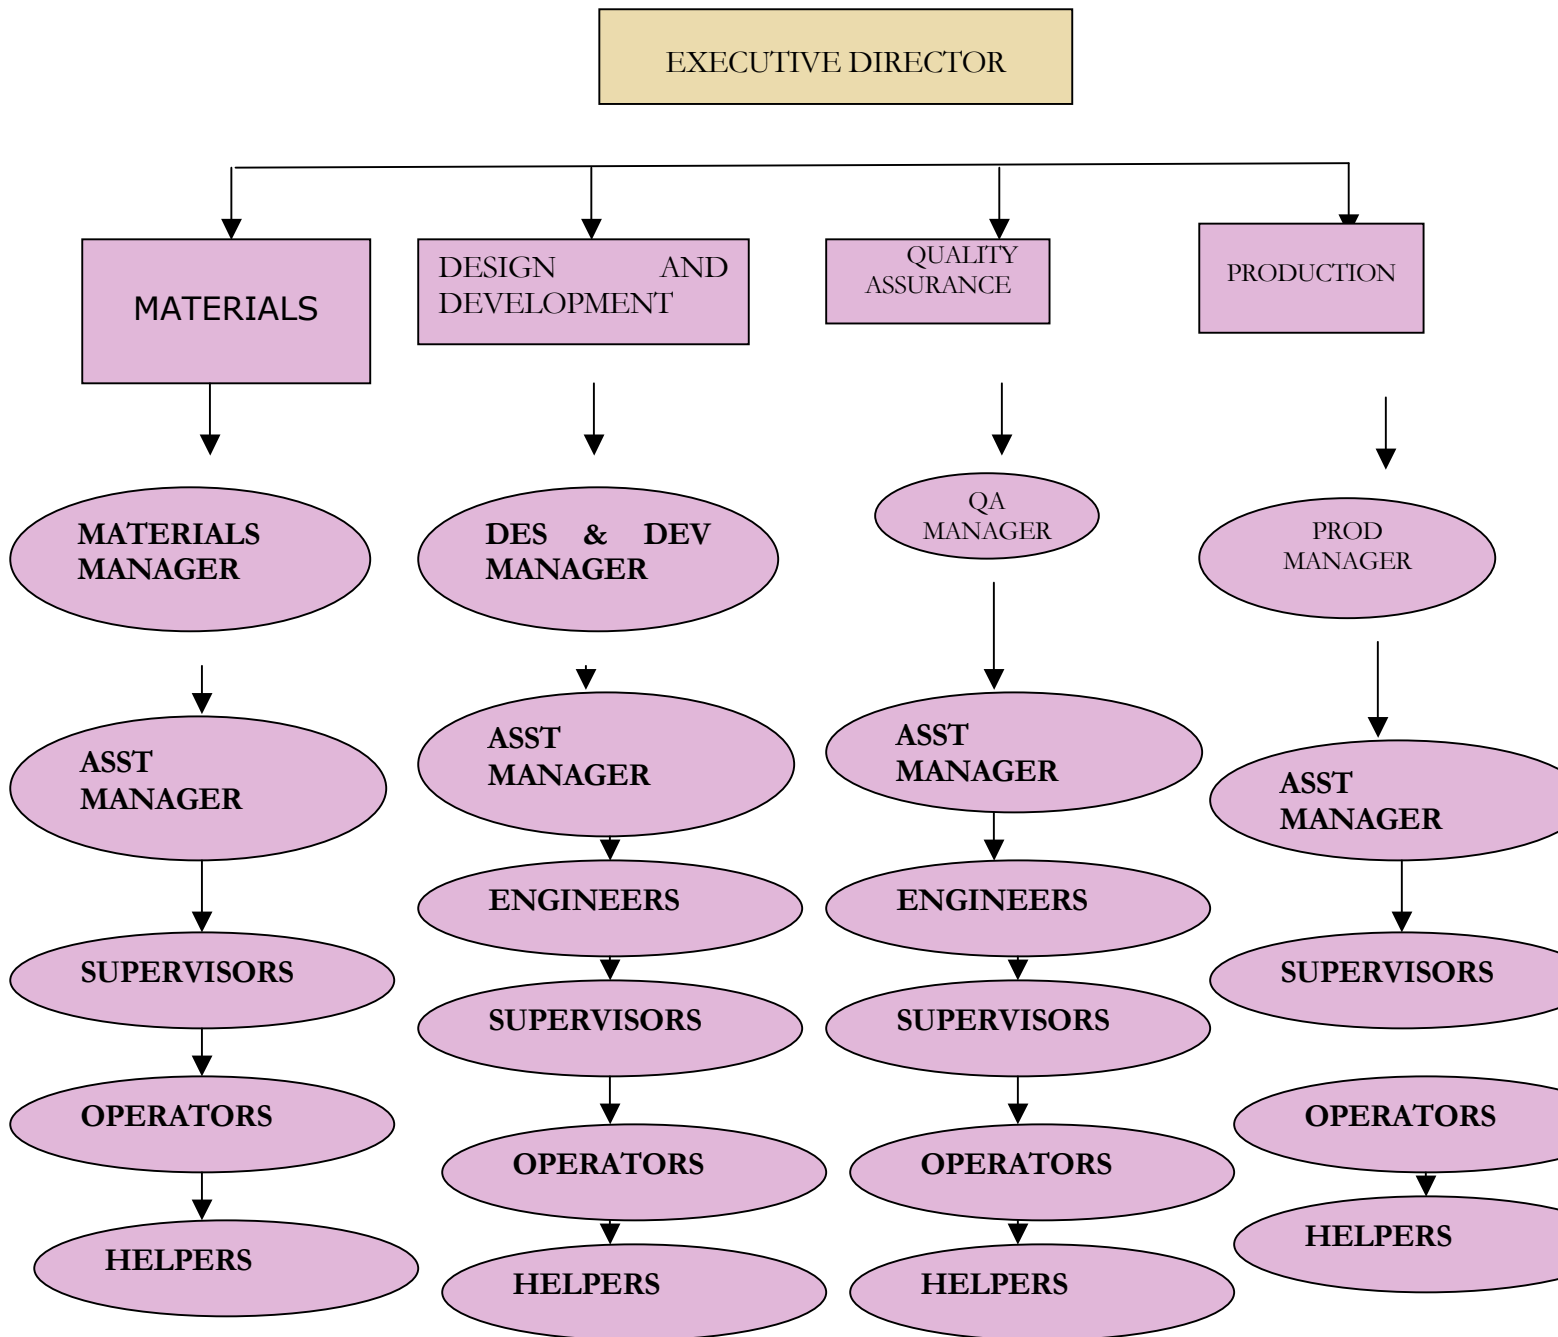 EXECUTIVE DIRECTOR
MATERIALS
DESIGN AND
DEVELOPMENT
QUALITY
ASSURANCE
PRODUCTION
MATERIALS
MANAGER
DES & DEV
MANAGER
QA
MANAGER
PROD
MANAGER
ASST
MANAGER
ASST
MANAGER
ASST
MANAGER
ASST
MANAGER
ENGINEERS
ENGINEERS
SUPERVISORS
SUPERVISORS
SUPERVISORS
SUPERVISORS
OPERATORS
OPERATORS
OPERATORS
OPERATORS
HELPERS
HELPERS
HELPERS
HELPERS